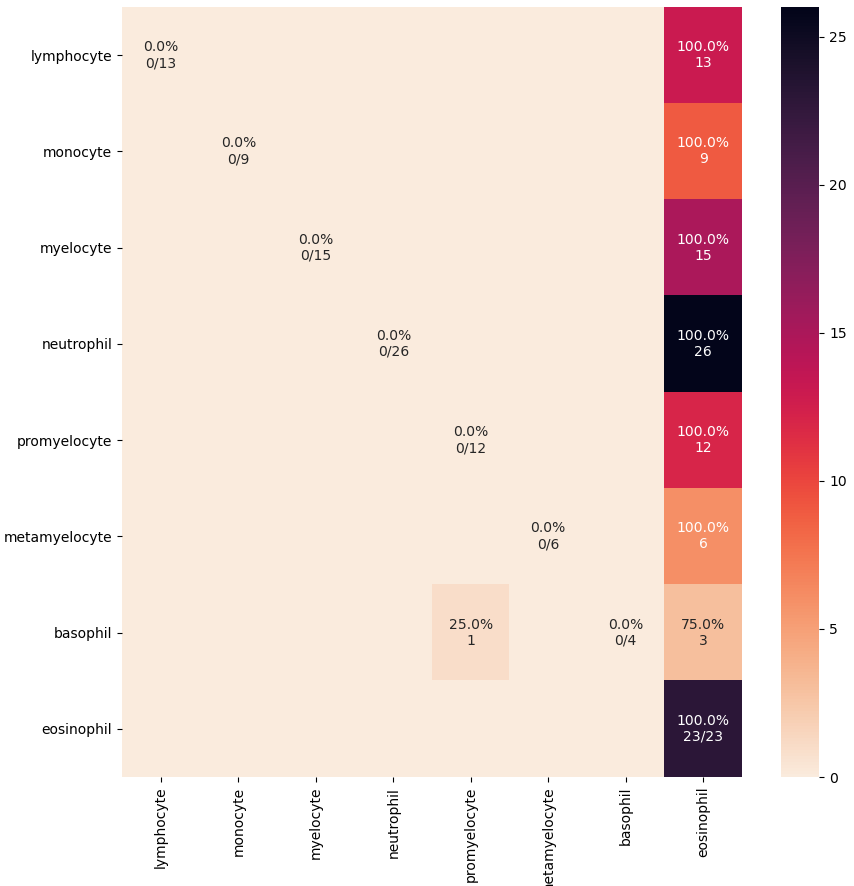 lymphocyte
0.0%
0/13
100.0%
13
monocyte
0.0%
0/9
100.0%
9
myelocyte
0.0%
0/15
100.0%
15
neutrophil
0.0%
0/26
100.0%
26
promyelocyte
0.0%
0/12
100.0%
12
metamyelocyte
0.0%
0/6
100.0%
6
basophil
25.0%
1
0.0%
0/4
75.0%
3
eosinophil
100.0%
23/23
lymphocyte
monocyte
myelocyte
neutrophil
promyelocyte
etamyelocyte
basophil
eosinophil
25
20
15
10
5
0